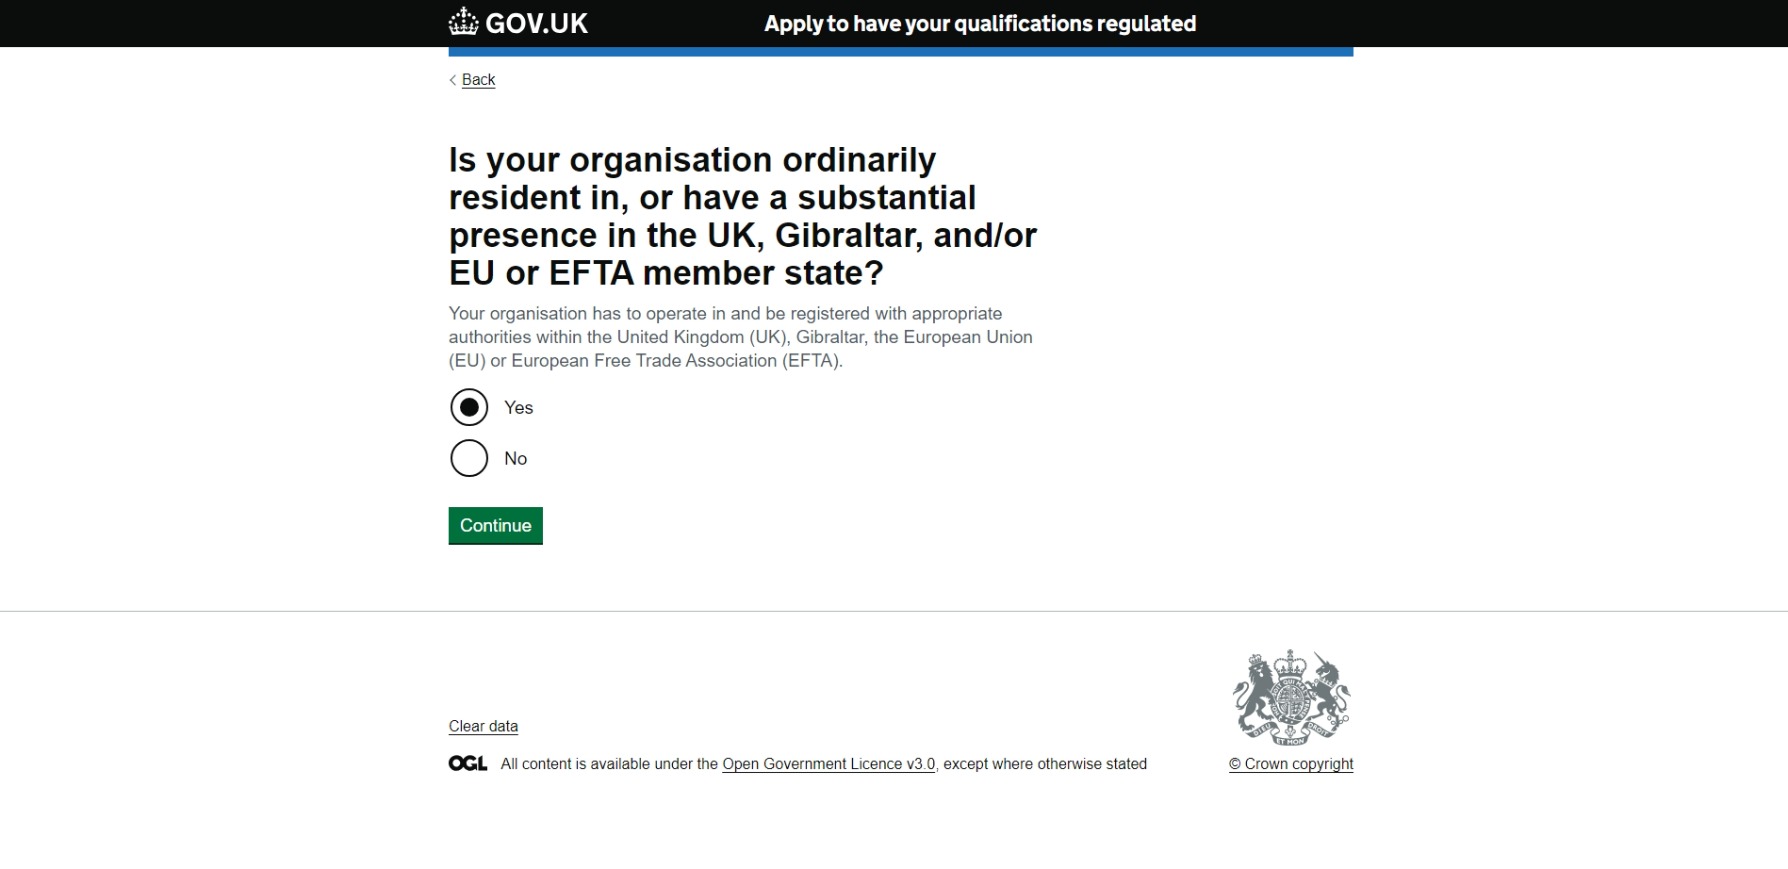 GOV.UK
Apply to have your qualifications regulated
Back
Is your organisation ordinarily
resident in, or have a substantial
presence in the UK, Gibraltar, and/or
EU or EFTA member state?
Your organisation has to operate in and be registered with appropriate
authorities within the United Kingdom (UK), Gibraltar, the European Union
(EU) or European Free Trade Association (EFTA).
Yes
No
Continue
Clear data
OGL All content is available under the Open Government Licence v3.0, except where otherwise stated
DIEU ET MON DROIT
© Crown copyright